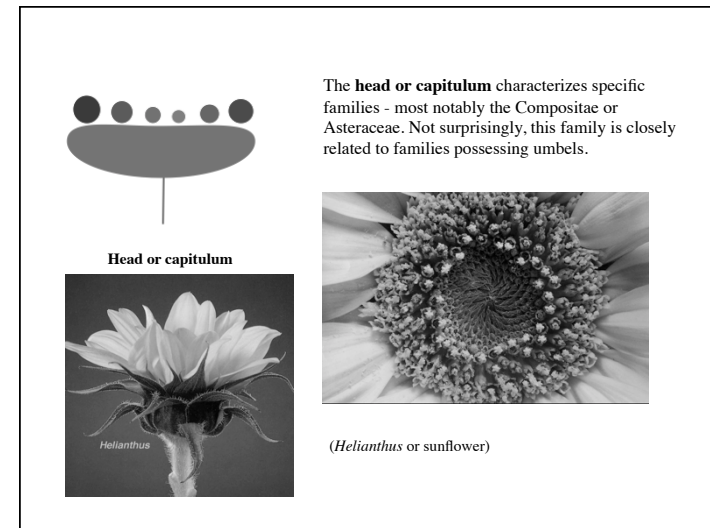 The head or capitulum characterizes specific
families - most notably the Compositae or
Asteraceae. Not surprisingly, this family is closely
related to families possessing umbels.
Head or capitulum
Helianthus
(Helianthus or sunflower)